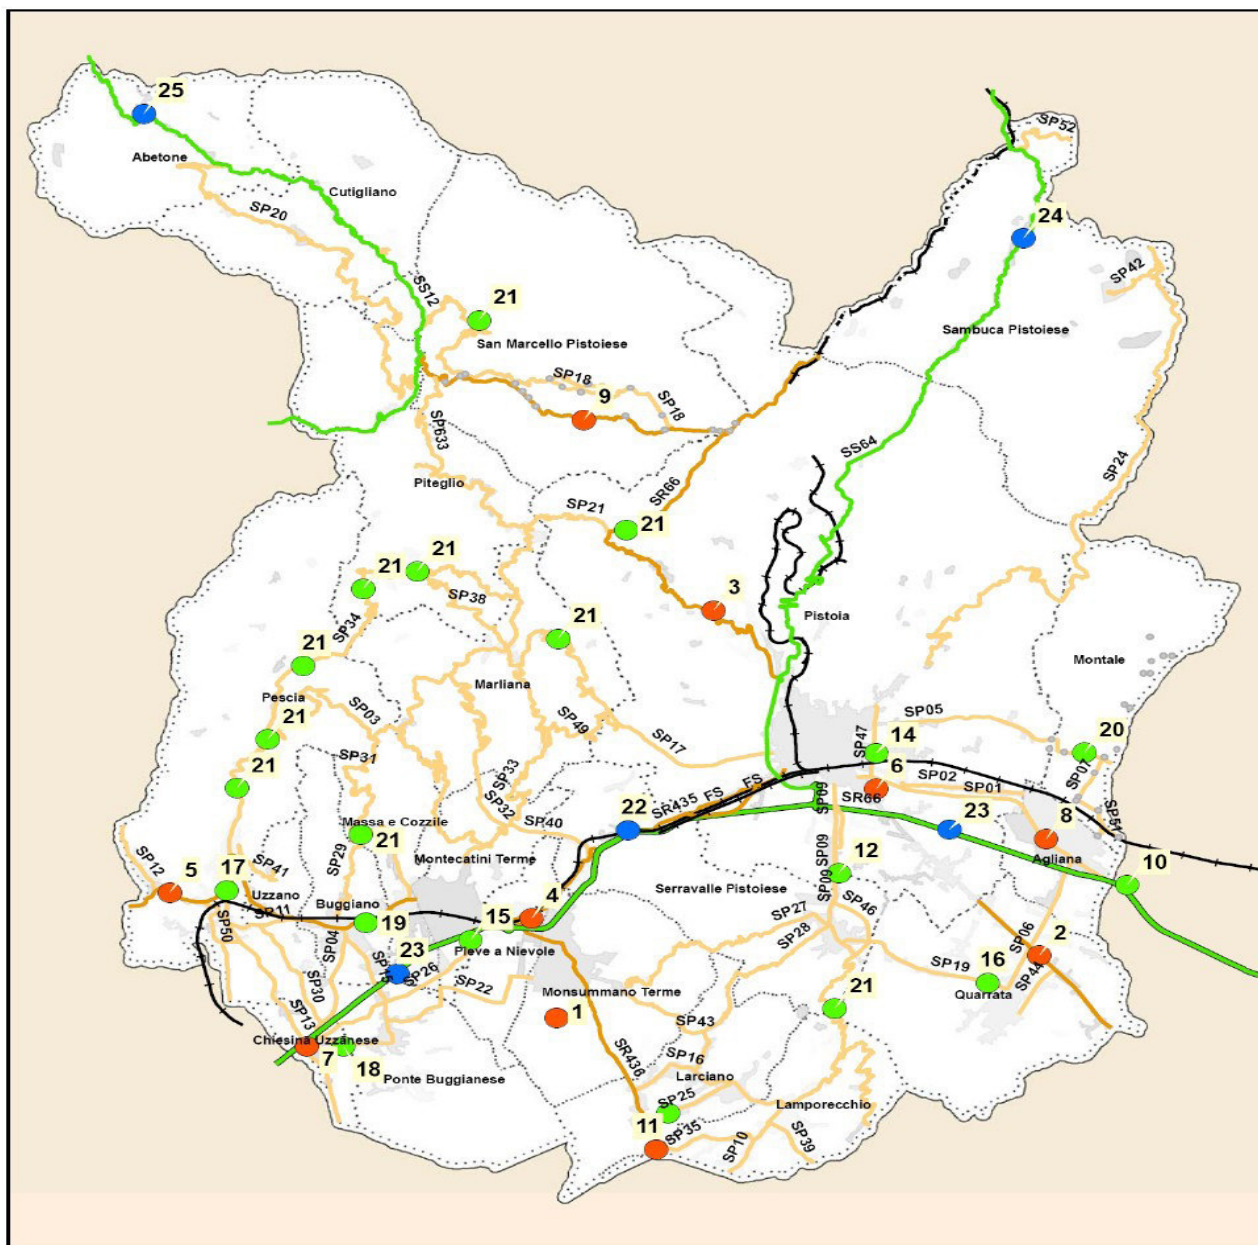 25
SP52
Abetone
Cutigliano
SP20
24
SP42
SS12
21
San Marcello Pistoiese
Sambuca Pistoiese
SP18
9
SP18
SP633
SS64
SP24
Piteglio
SR66
SP21
21
21
21
SP38
3
SP34
21
21
Pistoia
Montale
Marliana
Pescia
SP03
21
SP49
SP05
SP31
SP17
SP47
14
20
21
SP33
6
SP02
SP07
SP01
FS
FS
SR435
SP32
SP09
SR66
22
23
SP51
Massa e Cozzile
SP40
8
21
SP09
12
Agliana
SP29
Montecatini Terme
SP12
5
17
SP41
10
Uzzano
Serravalle Pistoiese
SP09
4
Buggiano
SP11
15
SP27
SP46
SP50
19
SP04
SP28
SP06
2
23
Pieve a Nievole
SP15
SP26
SP19
16
SP44
SP22
Quarrata
SP30
Monsummano Terme
21
SP13
1
SP43
Chiesina Uzzanese
7
18
SR436
SP16
Ponte Buggianese
Larciano
SP25
Lamporecchio
11
SP35
SP10
SP39